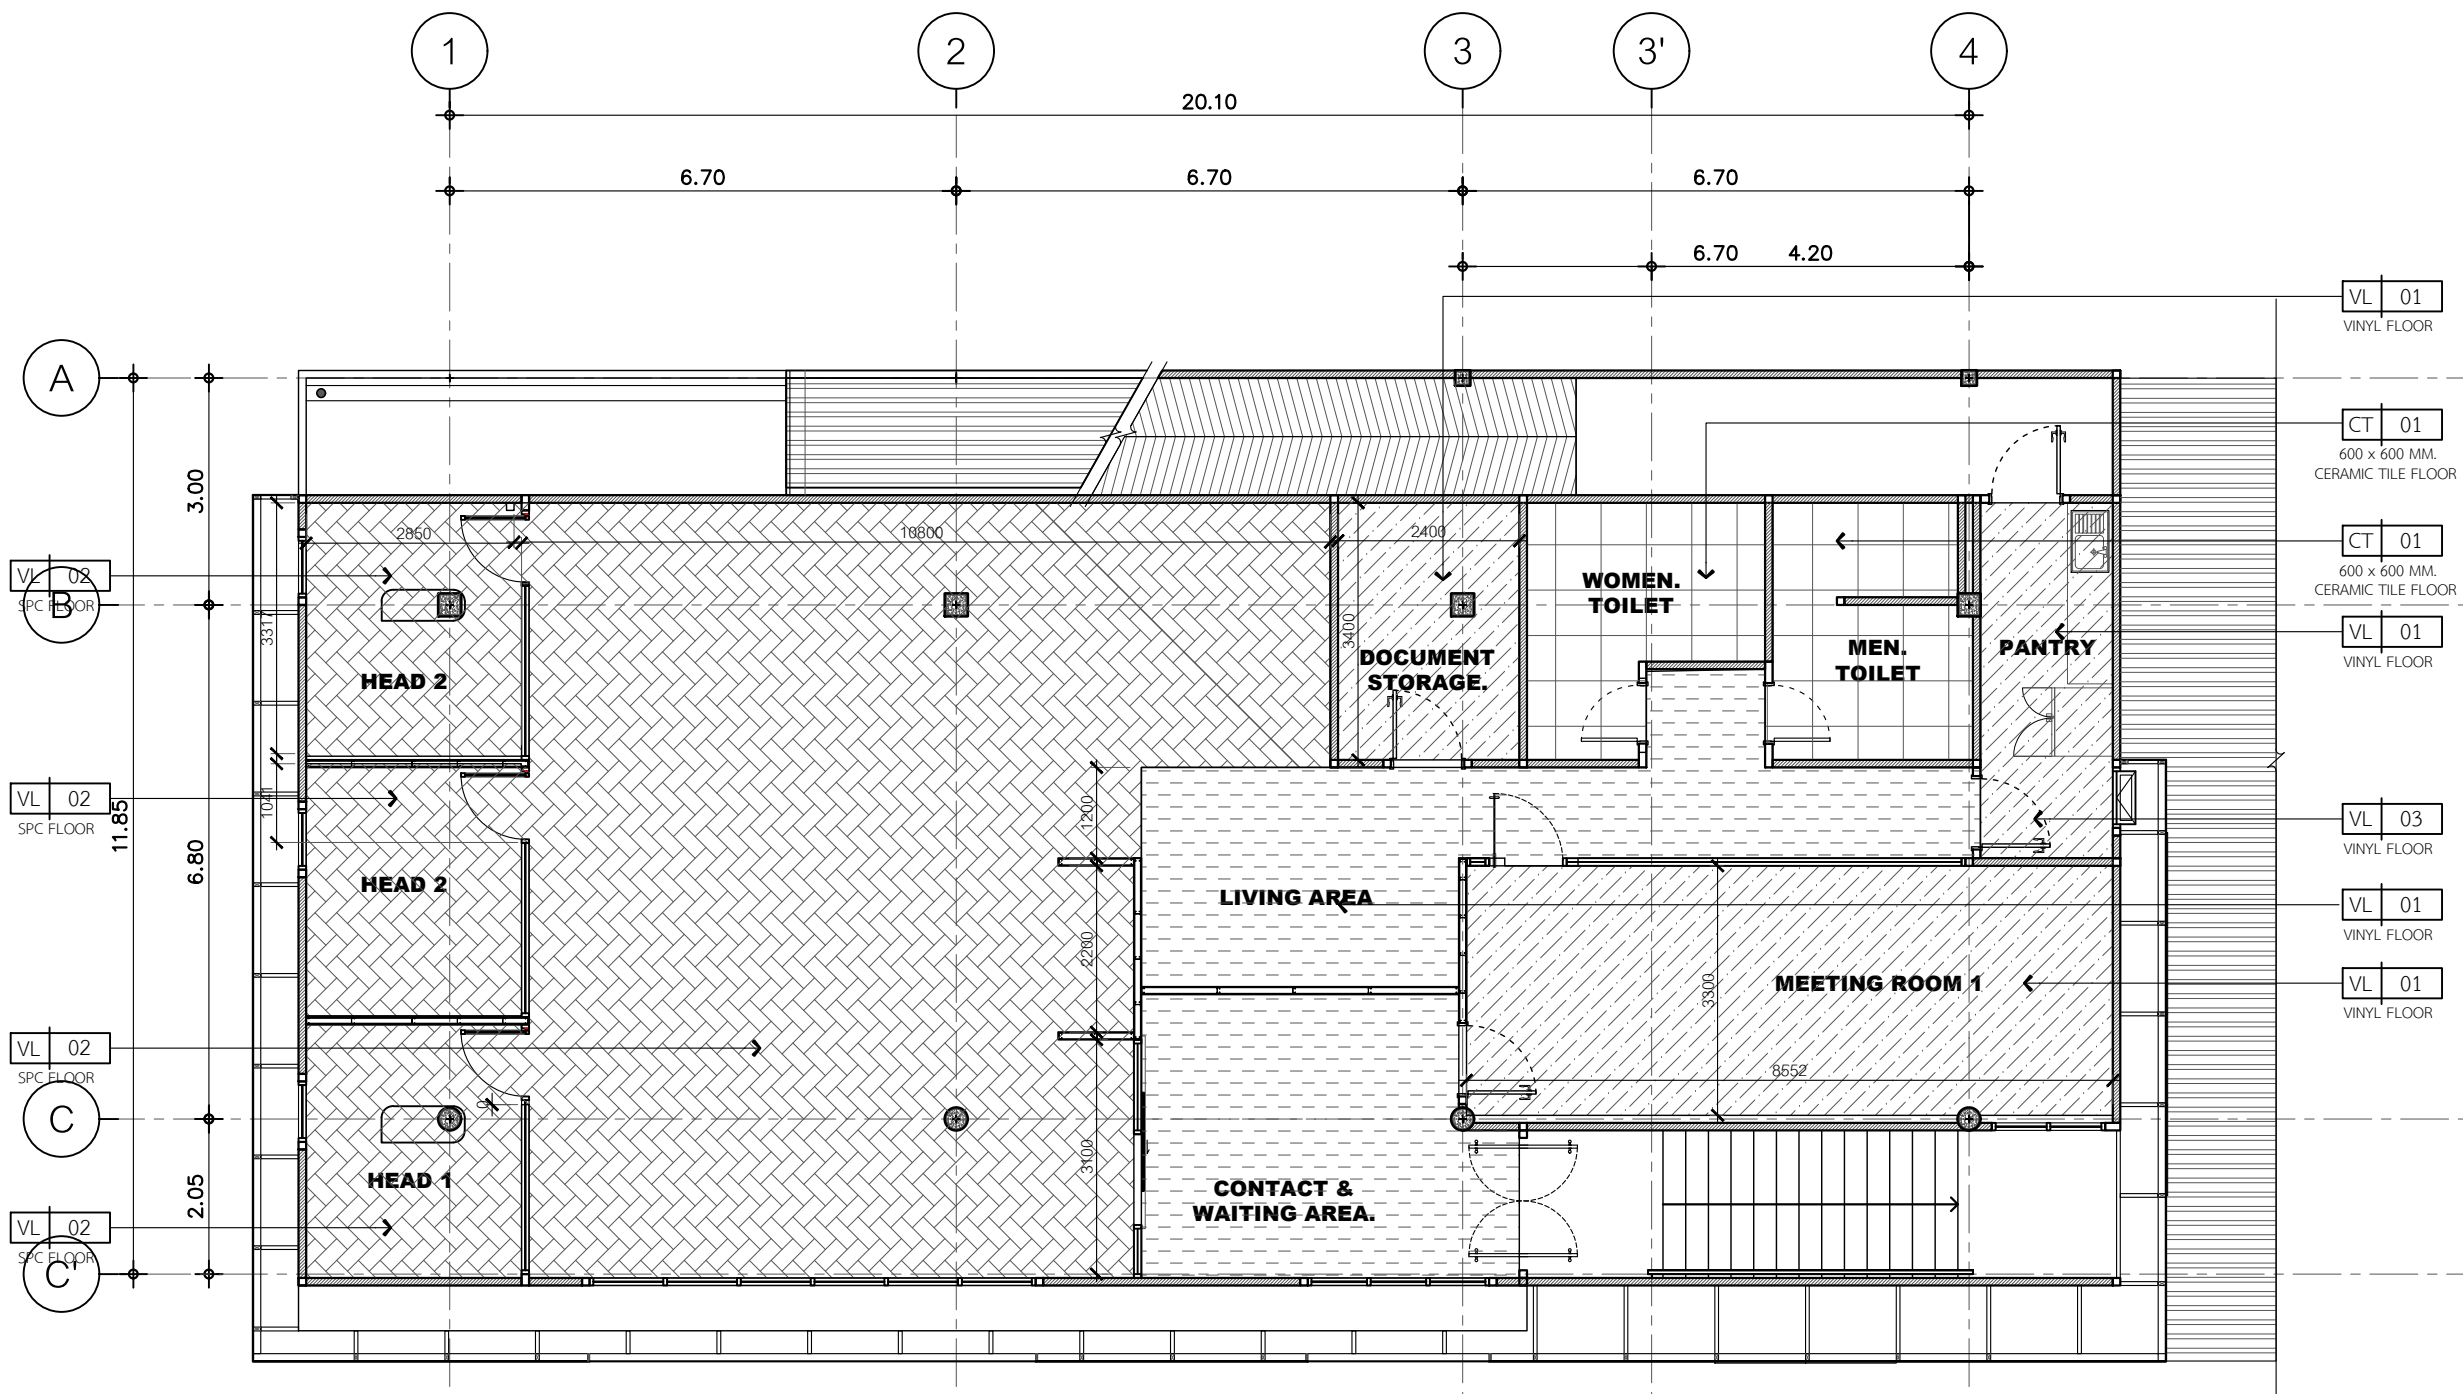 1
2
3
3'
4
20.10
6.70
6.70
6.70
6.70
4.20
VL 01
VINYL FLOOR
A
CT 01
600 x 600 MM.
CERAMIC TILE FLOOR
3.00
2850
10800
2400
CT 01
600 x 600 MM.
CERAMIC TILE FLOOR
VL 02
SPC FLOOR
B
3317
3400
WOMEN.
TOILET
VL 01
VINYL FLOOR
DOCUMENT
STORAGE.
MEN.
TOILET
PANTRY
HEAD 2
VL 02
SPC FLOOR
1041
11.85
6.80
1200
VL 03
VINYL FLOOR
HEAD 2
LIVING AREA
VL 01
VINYL FLOOR
2200
3300
MEETING ROOM 1
VL 01
VINYL FLOOR
VL 02
SPC FLOOR
8552
C
0
3100
2.05
HEAD 1
CONTACT &
WAITING AREA.
VL 02
SPC FLOOR
C'